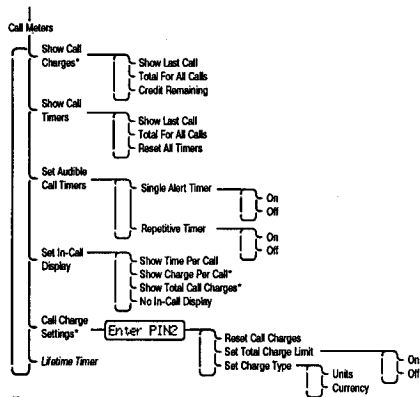 Call Meters
Show Call
Charges*
Show Last Call
Total For All Calls
Credit Remaining
Show Call
Timers
Show Last Call
Total For All Calls
Reset All Timers
Set Audible
Call Timers
Single Alert Timer
On
Off
Repetitive Timer
On
Off
Set In-Call
Display
Show Time Per Call
Show Charge Per Call*
Show Total Call Charges*
No In-Call Display
Call Charge
Settings*
Enter PIN2
Reset Call Charges
Set Total Charge Limit
On
Off
Set Charge Type
Units
Currency
Lifetime Timer